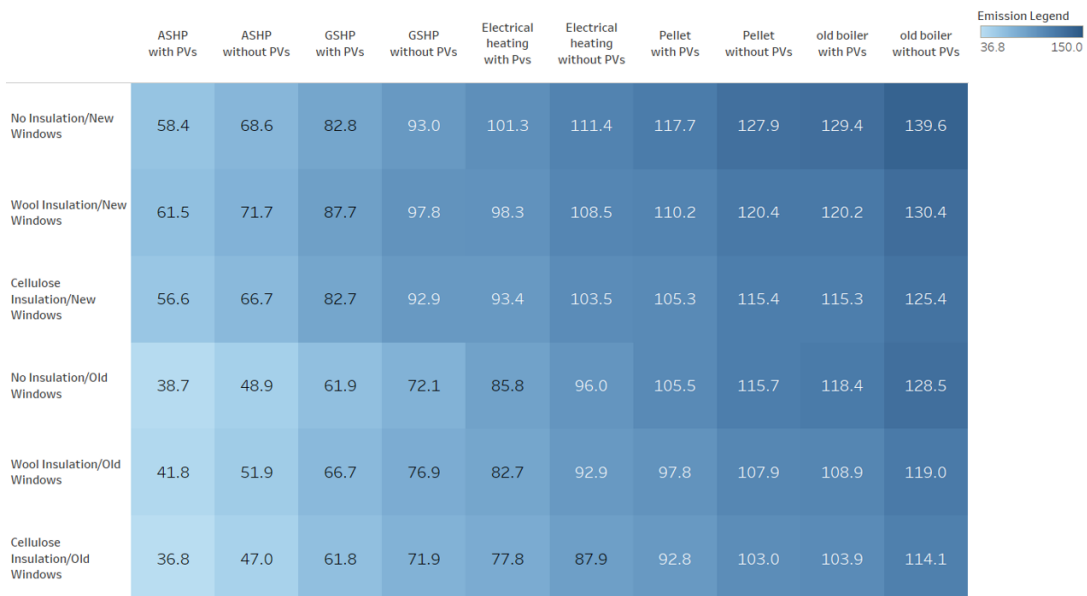 Emission Legend
36.8 150.0
ASHP
with PVs
ASHP
without PVs
GSHP
with PVs
GSHP
without PVs
Electrical
heating
with Pvs
Electrical
heating
without PVs
Pellet
with PVs
Pellet
without PVs
old boiler
with PVs
old boiler
without PVs
No Insulation/New
Windows
58.4 68.6 82.8 93.0 101.3 111.4 117.7 127.9 129.4 139.6
Wool Insulation/New
Windows
61.5 71.7 87.7 97.8 98.3 108.5 110.2 120.4 120.2 130.4
Cellulose
Insulation/New
Windows
56.6 66.7 82.7 92.9 93.4 103.5 105.3 115.4 115.3 125.4
No Insulation/Old
Windows
38.7 48.9 61.9 72.1 85.8 96.0 105.5 115.7 118.4 128.5
Wool Insulation/Old
Windows
41.8 51.9 66.7 76.9 82.7 92.9 97.8 107.9 108.9 119.0
Cellulose
Insulation/Old
Windows
36.8 47.0 61.8 71.9 77.8 87.9 92.8 103.0 103.9 114.1